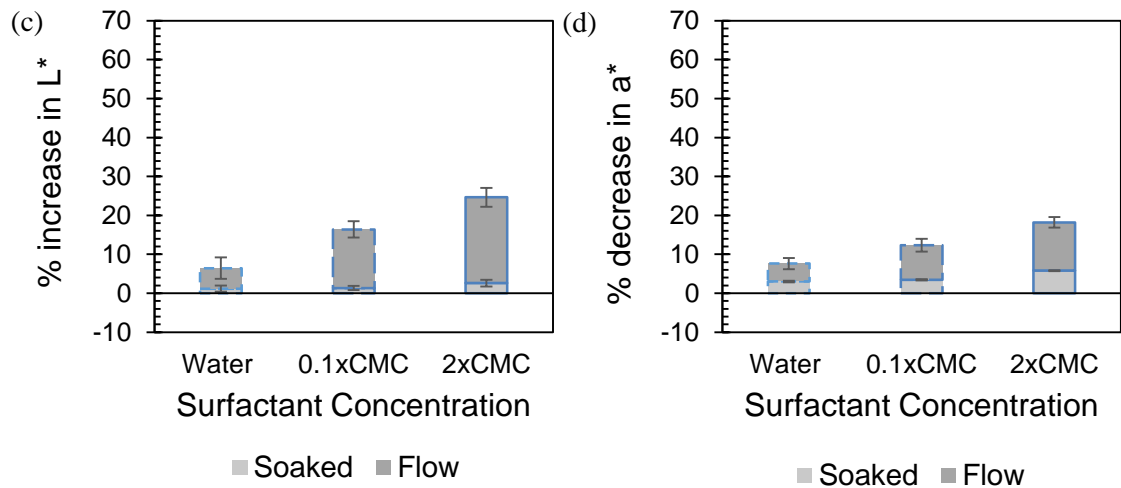 (c)
% increase in L*
70
60
50
40
30
20
10
0
-10
Water 0.1xCMC 2xCMC
Surfactant Concentration
Soaked Flow
(d)
% decrease in a*
70
60
50
40
30
20
10
0
-10
Water 0.1xCMC 2xCMC
Surfactant Concentration
Soaked Flow